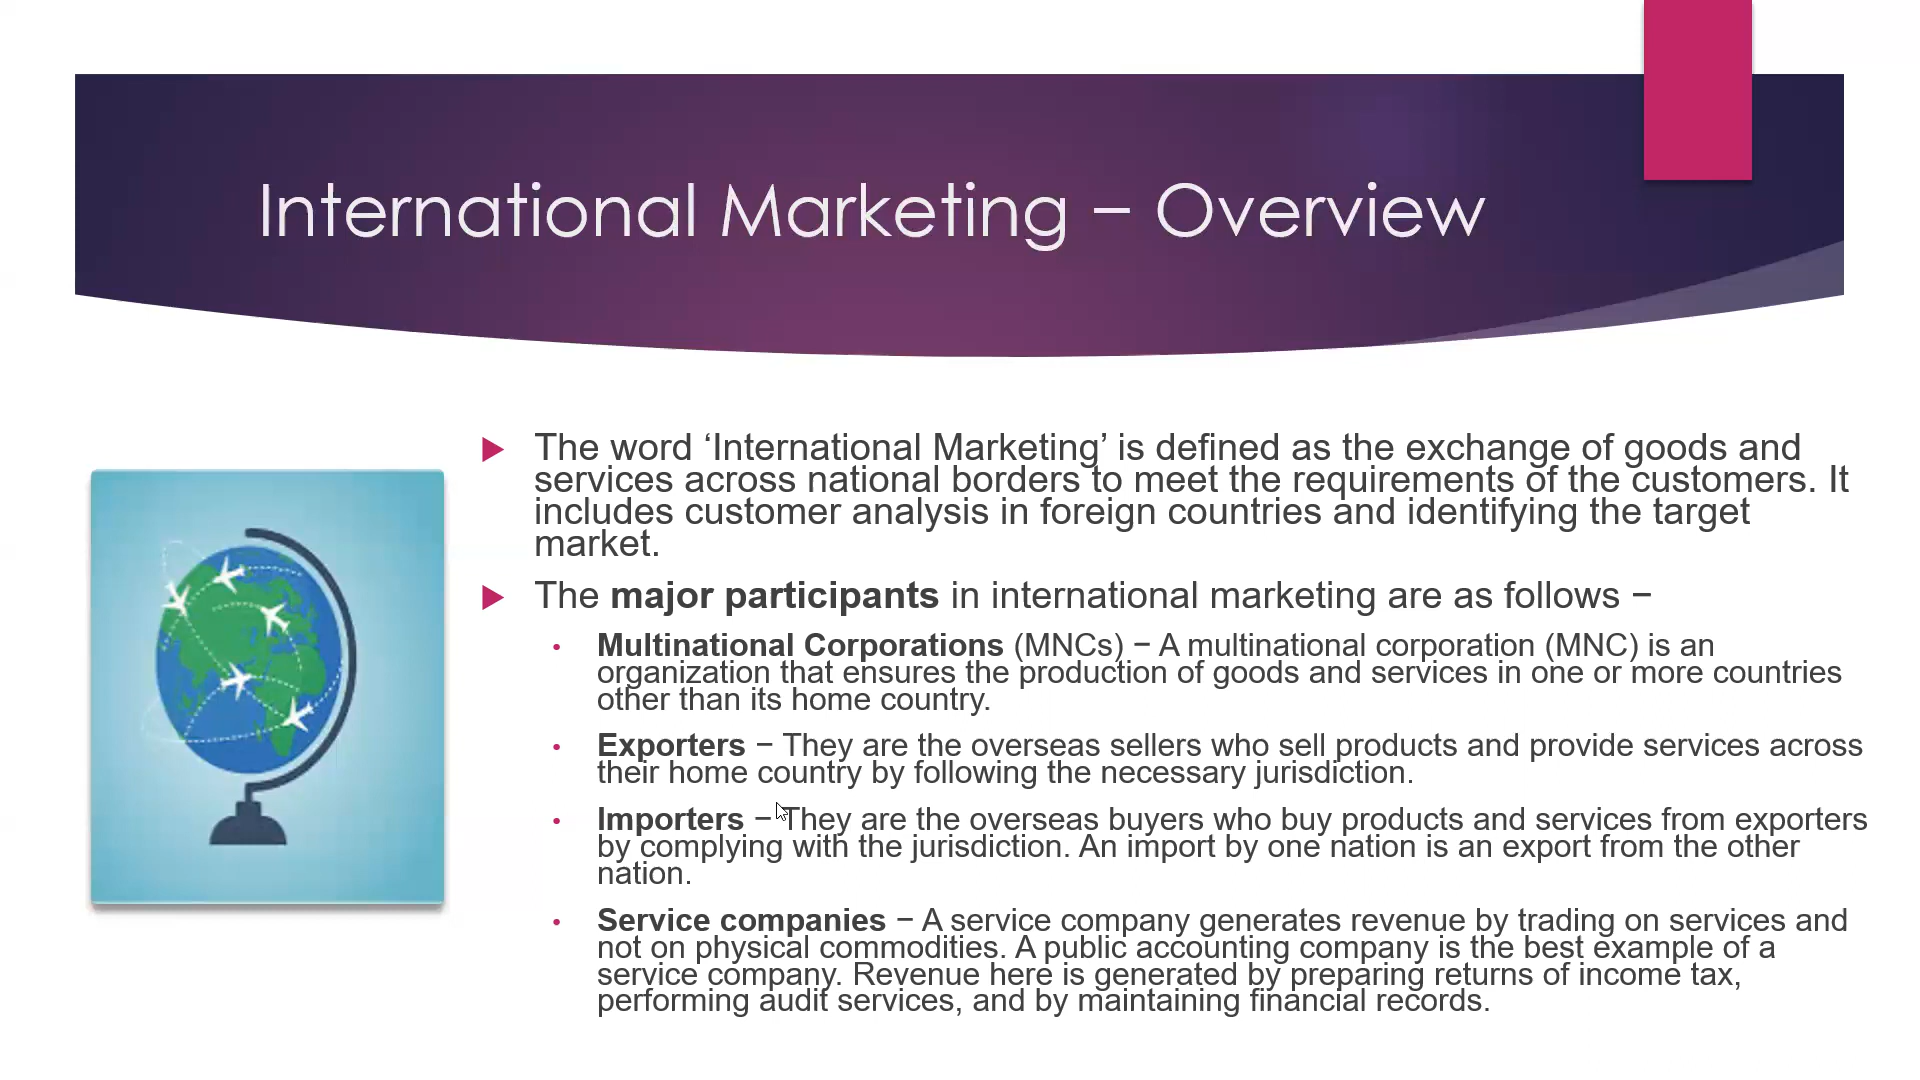 International Marketing − Overview
The word ‘International Marketing’ is defined as the exchange of goods and
services across national borders to meet the requirements of the customers. It
includes customer analysis in foreign countries and identifying the target
market.
The major participants in international marketing are as follows −
Multinational Corporations (MNCs) − A multinational corporation (MNC) is an
organization that ensures the production of goods and services in one or more countries
other than its home country.
Exporters − They are the overseas sellers who sell products and provide services across
their home country by following the necessary jurisdiction.
Importers − They are the overseas buyers who buy products and services from exporters
by complying with the jurisdiction. An import by one nation is an export from the other
nation.
Service companies − A service company generates revenue by trading on services and
not on physical commodities. A public accounting company is the best example of a
service company. Revenue here is generated by preparing returns of income tax,
performing audit services, and by maintaining financial records.